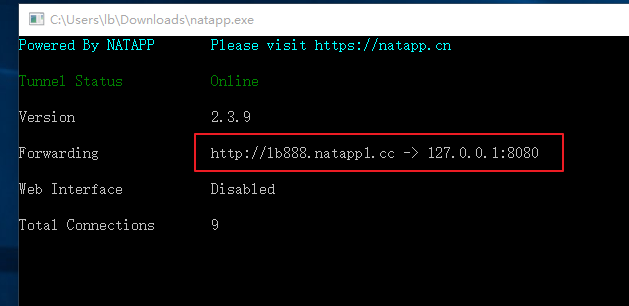 C:\Users\lb\Downloads\natapp.exe
Powered By NATAPP Please visit https://natapp.cn
Tunnel Status Online
Version 2.3.9
Forwarding http://lb888.natapp1.cc -> 127.0.0.1:8080
Web Interface Disabled
Total Connections 9